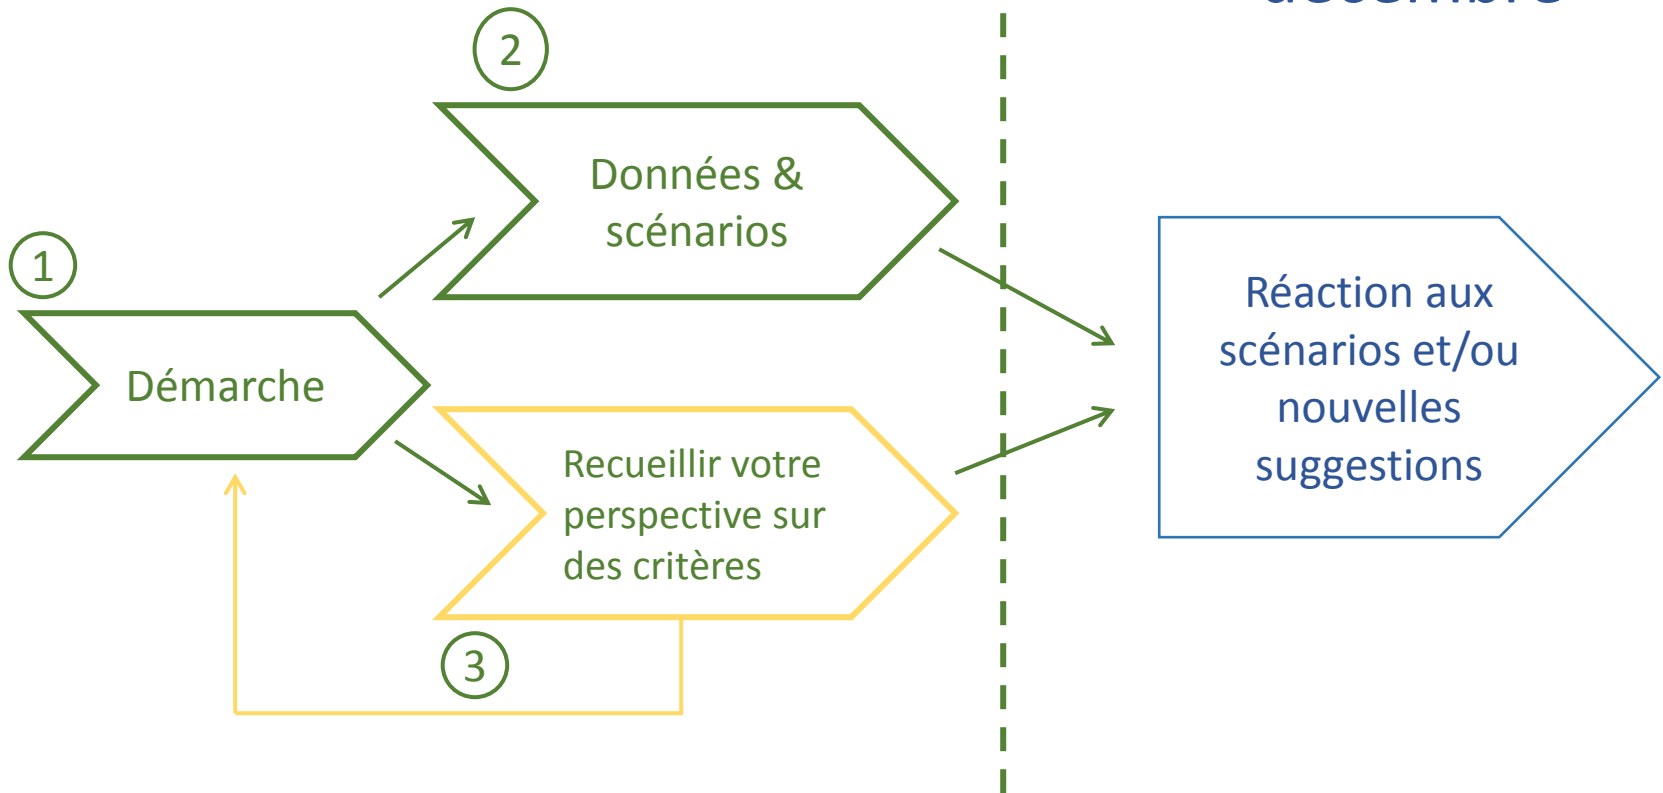 décembre
2
Données &
scénarios
1
Démarche
Recueillir votre
perspective sur
des critères
3
Réaction aux
scénarios et/ou
nouvelles
suggestions